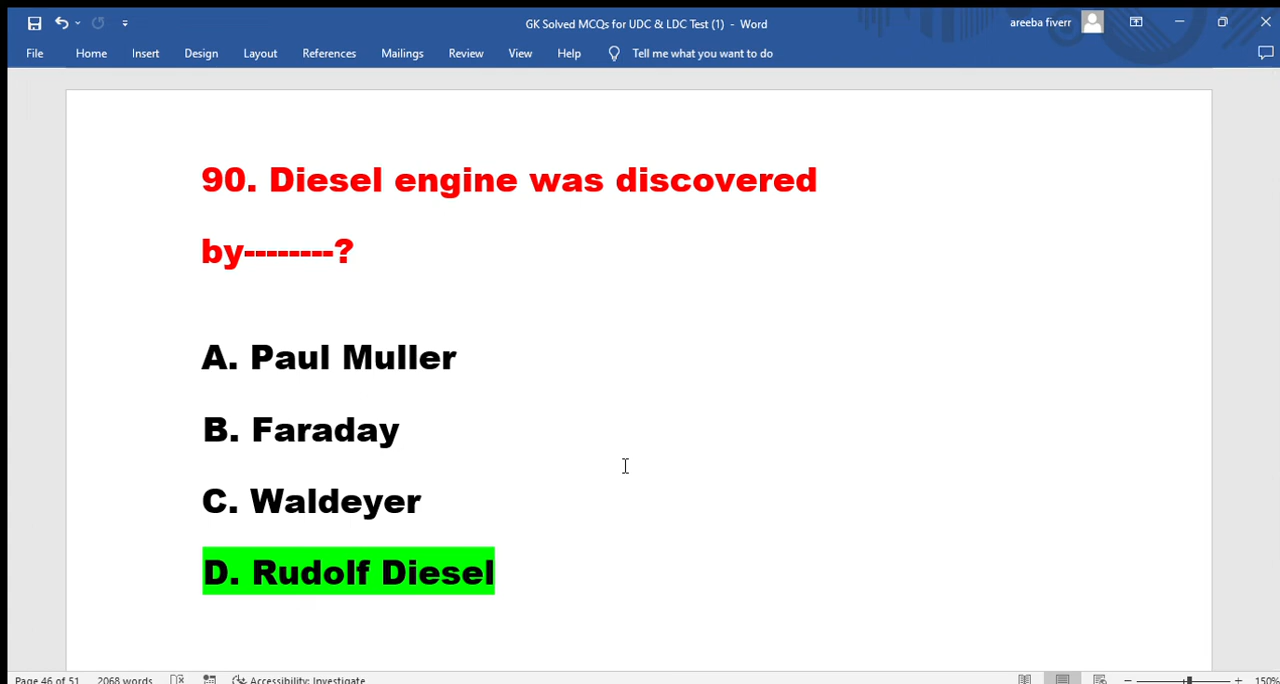 GK Solved MCQs for UDC & LDC Test (1) - Word
areeba fiverr
File Home Insert Design Layout References Mailings Review View Help Tell me what you want to do
90. Diesel engine was discovered
by--------?
A. Paul Muller
B. Faraday
C. Waldeyer
D. Rudolf Diesel
Page 46 of 51 2068 words Accessibility: Investigate 150%